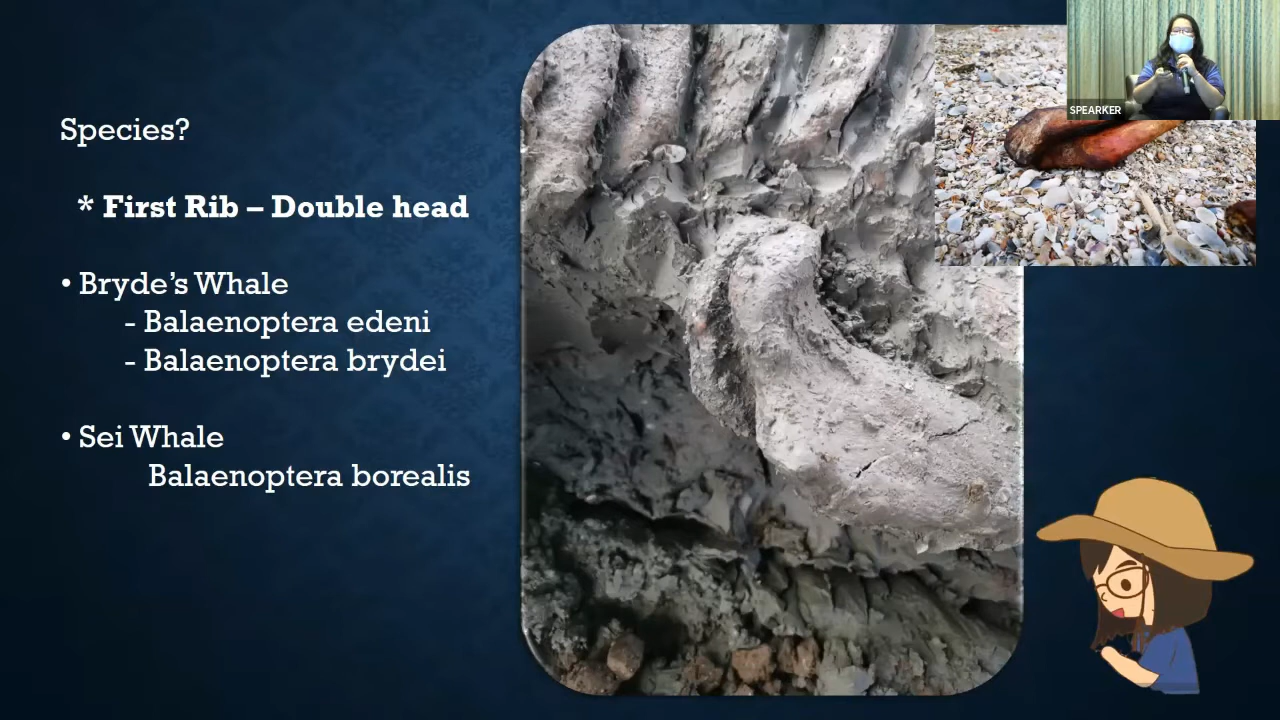 Species?
* First Rib – Double head
• Bryde’s Whale
- Balaenoptera edeni
- Balaenoptera brydei
• Sei Whale
Balaenoptera borealis
SPEARKER